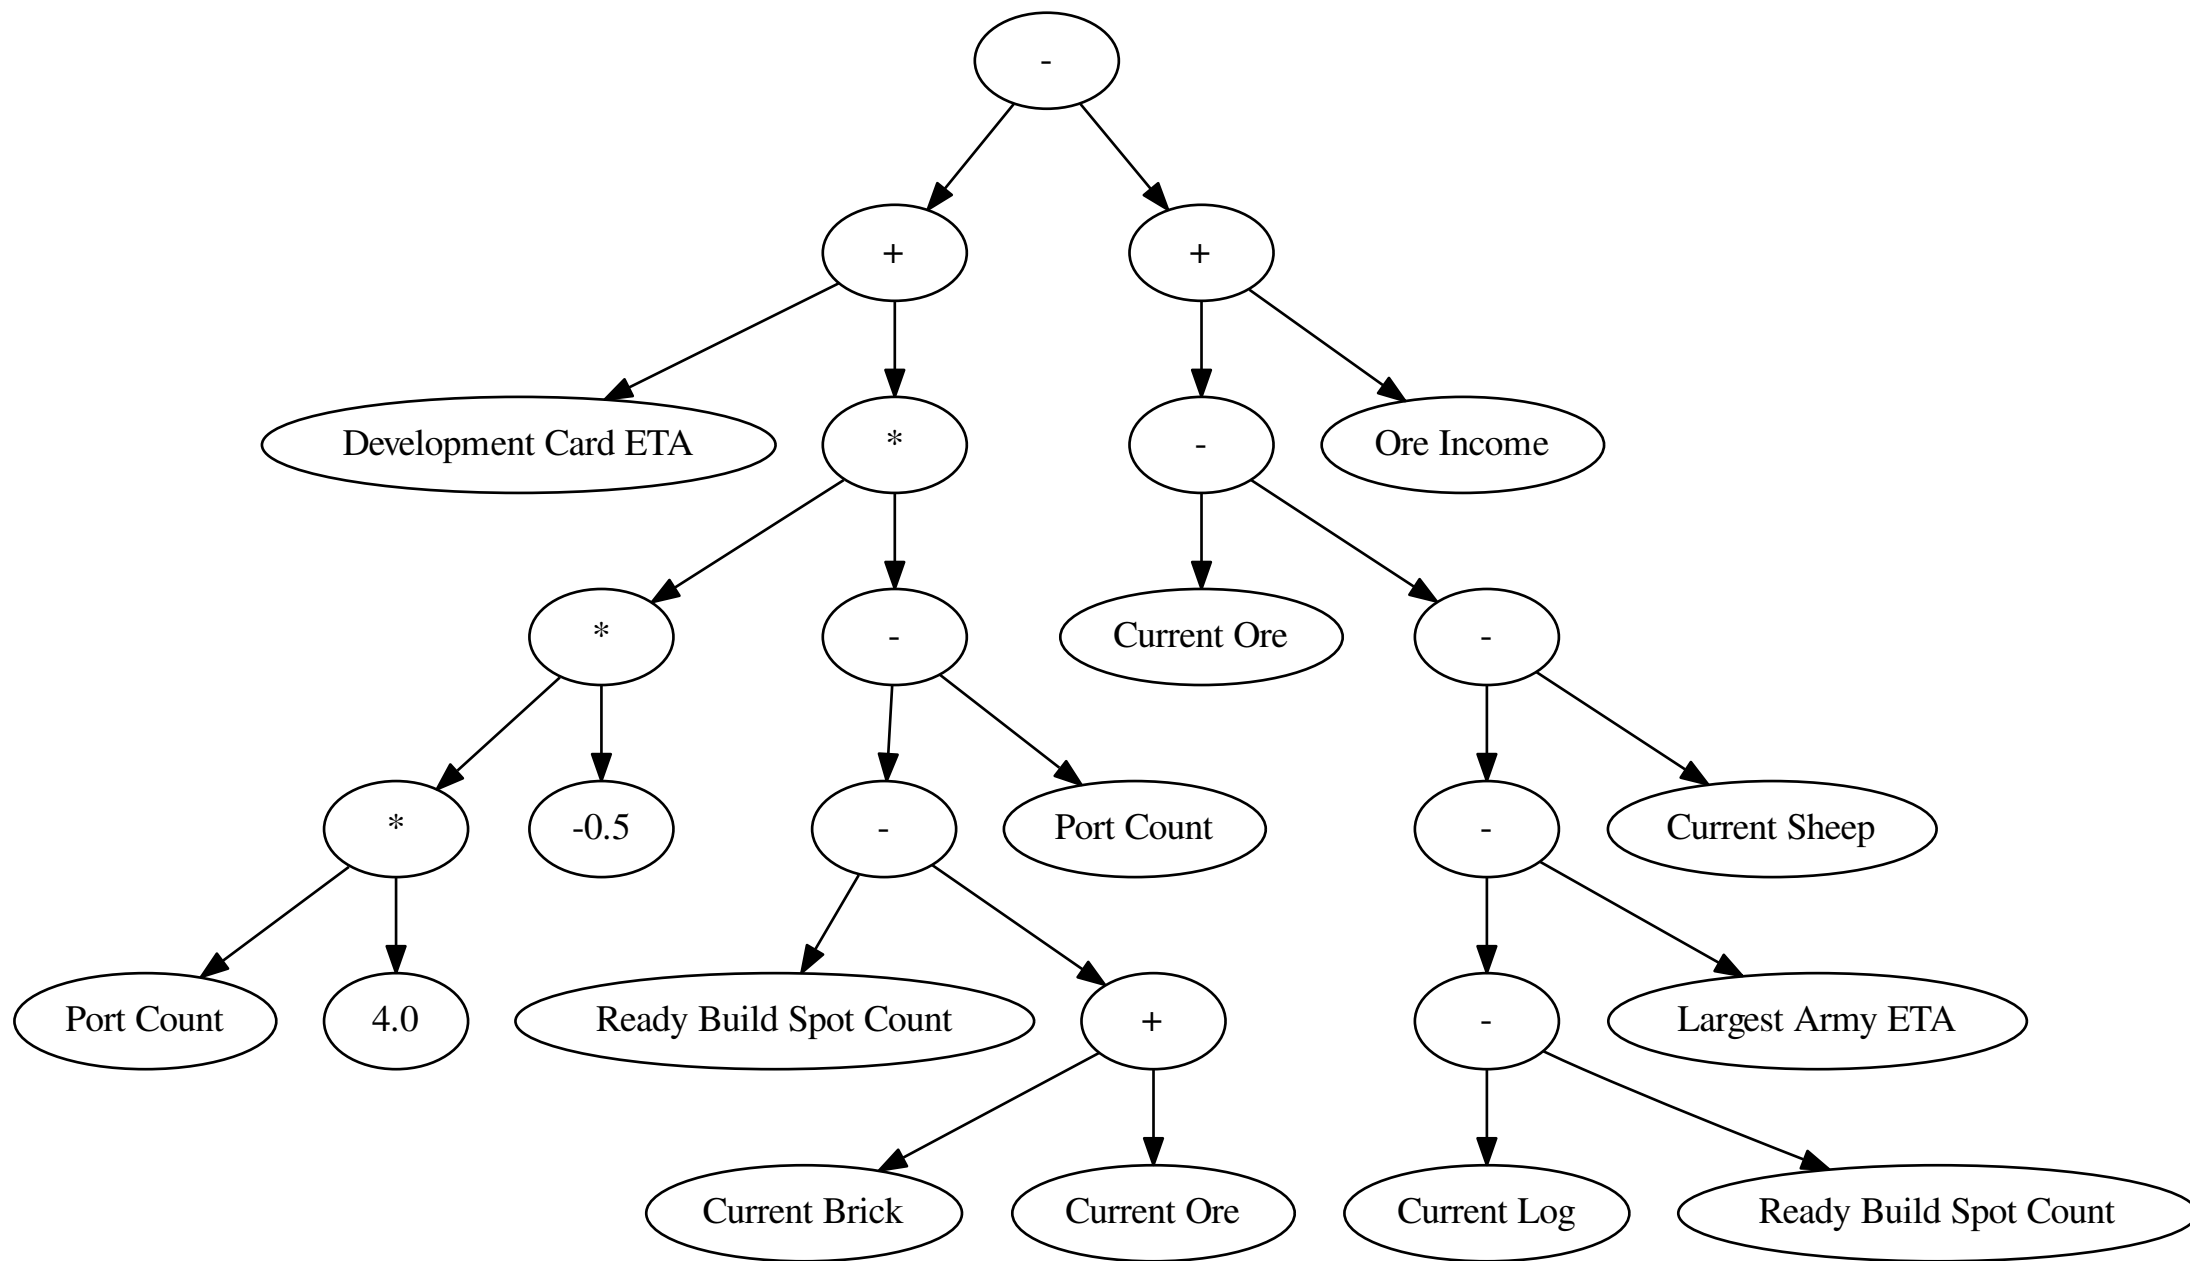 -
+ +
Development Card ETA * - Ore Income
* - Current Ore -
* -0.5 - Port Count - Current Sheep
Port Count 4.0 Ready Build Spot Count + - Largest Army ETA
Current Brick Current Ore Current Log Ready Build Spot Count